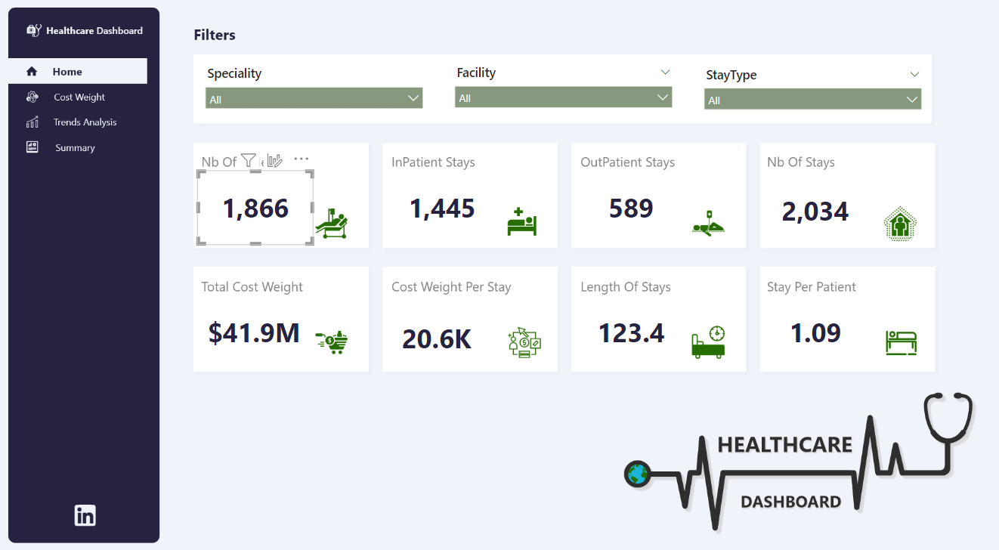 Healthcare Dashboard
Home
Cost Weight
Trends Analysis
Summary
in
Filters
Speciality
All
Facility
All
StayType
All
Nb Of
1,866
InPatient Stays
1,445
OutPatient Stays
589
Nb Of Stays
2,034
Total Cost Weight
$41.9M
Cost Weight Per Stay
20.6K
Length Of Stays
123.4
Stay Per Patient
1.09
HEALTHCARE
DASHBOARD